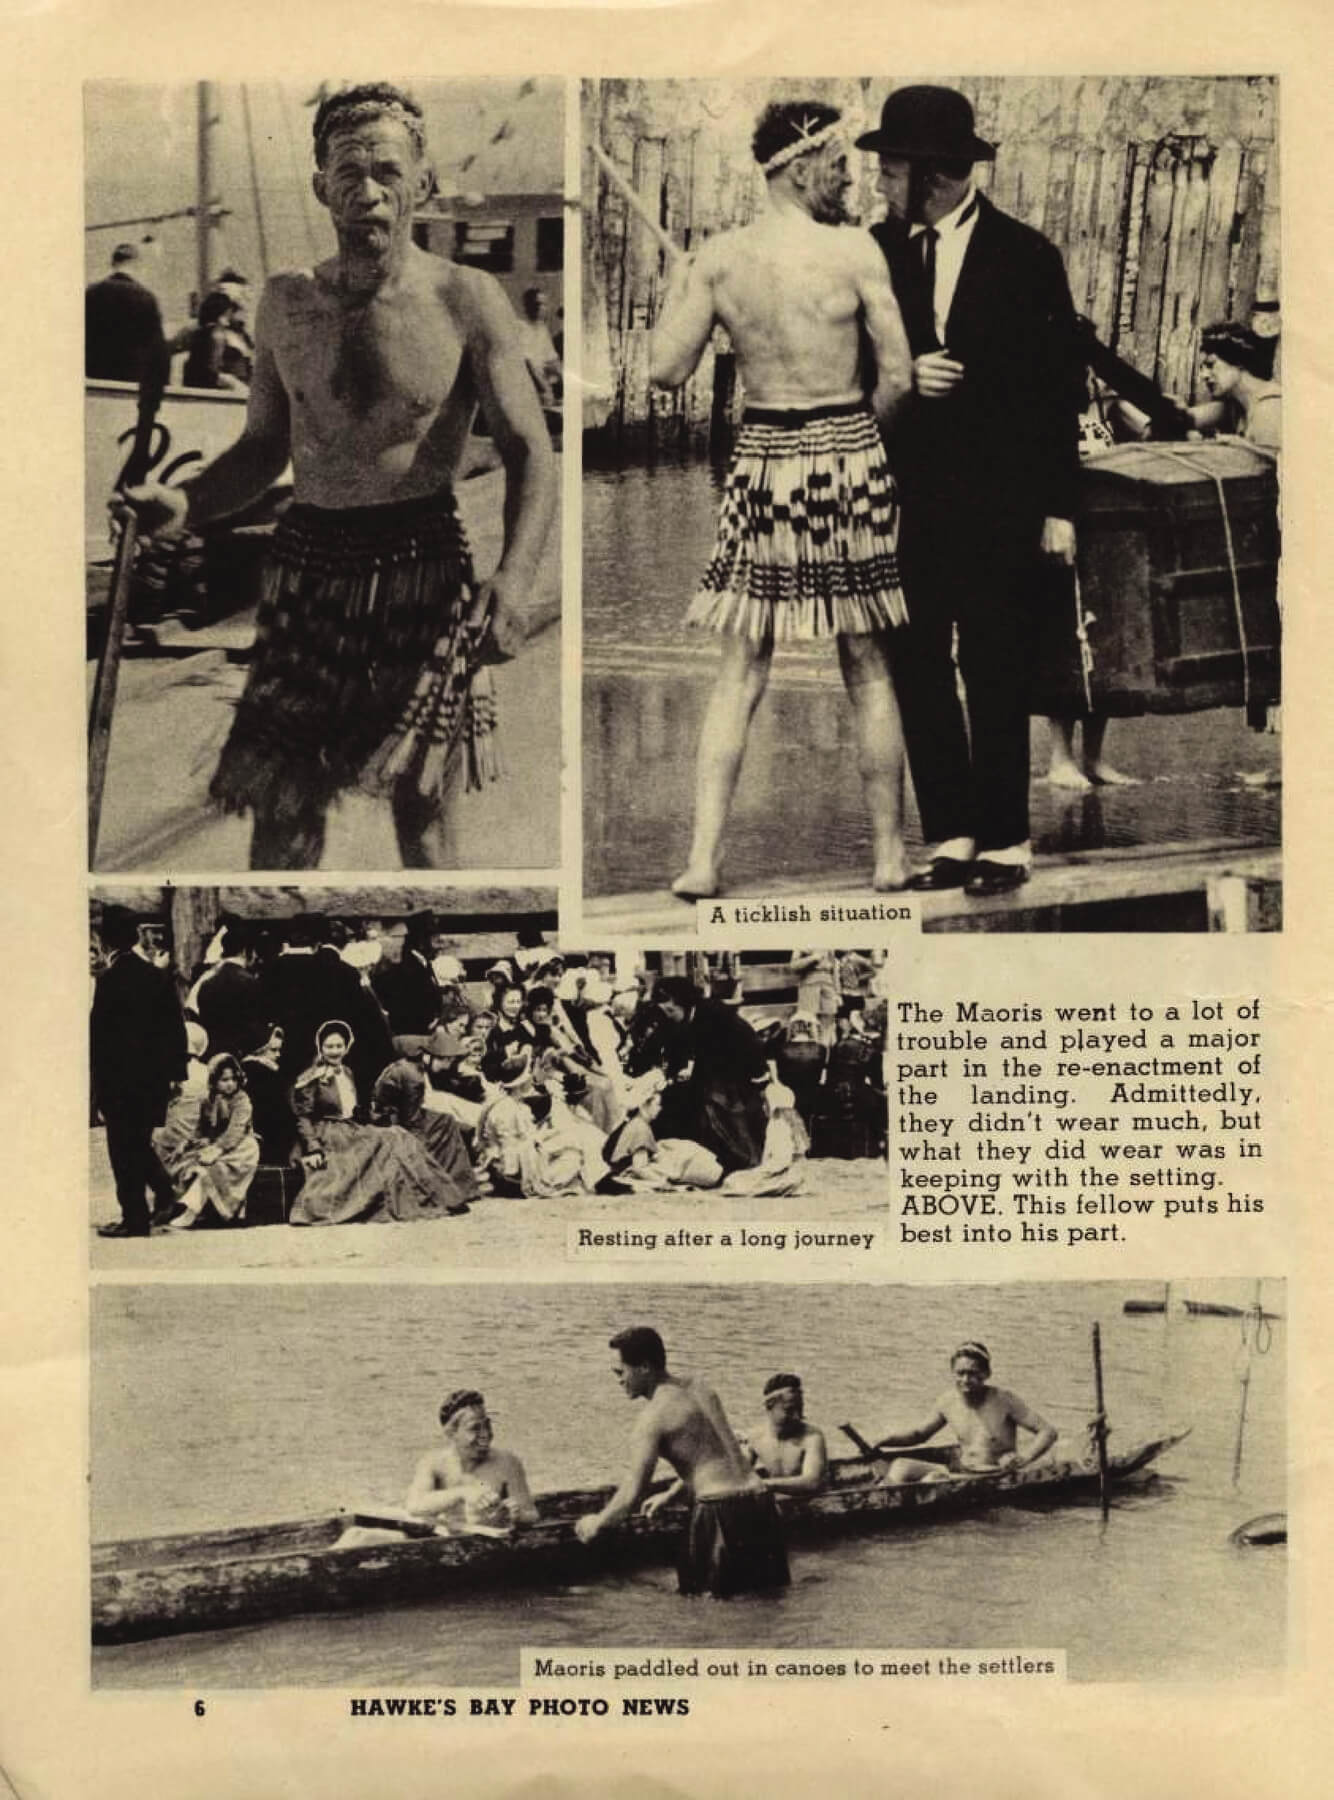 A ticklish situation
The Maoris went to a lot of
trouble and played a major
part in the re-enactment of
the landing. Admittedly,
they didn't wear much, but
what they did wear was in
keeping with the setting.
ABOVE. This fellow puts his
best into his part.
Resting after a long journey
Maoris paddled out in canoes to meet the settlers
6 HAWKE'S BAY PHOTO NEWS